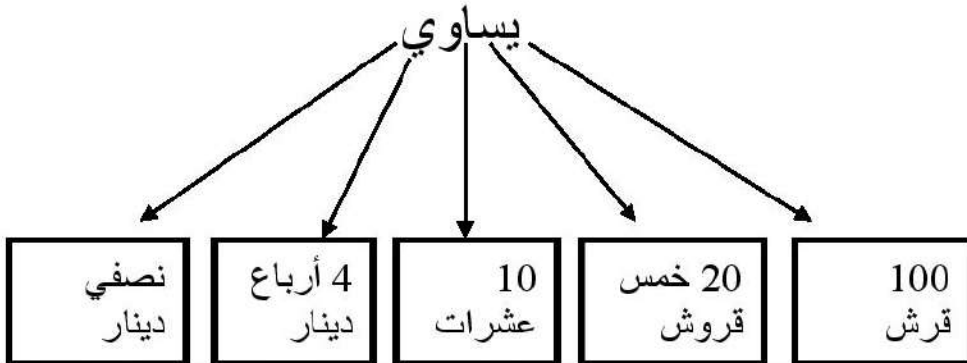 يساوي
100
قرش
20 خمس
قروش
10
عشرات
4 أرباع
دينار
نصفي
دينار